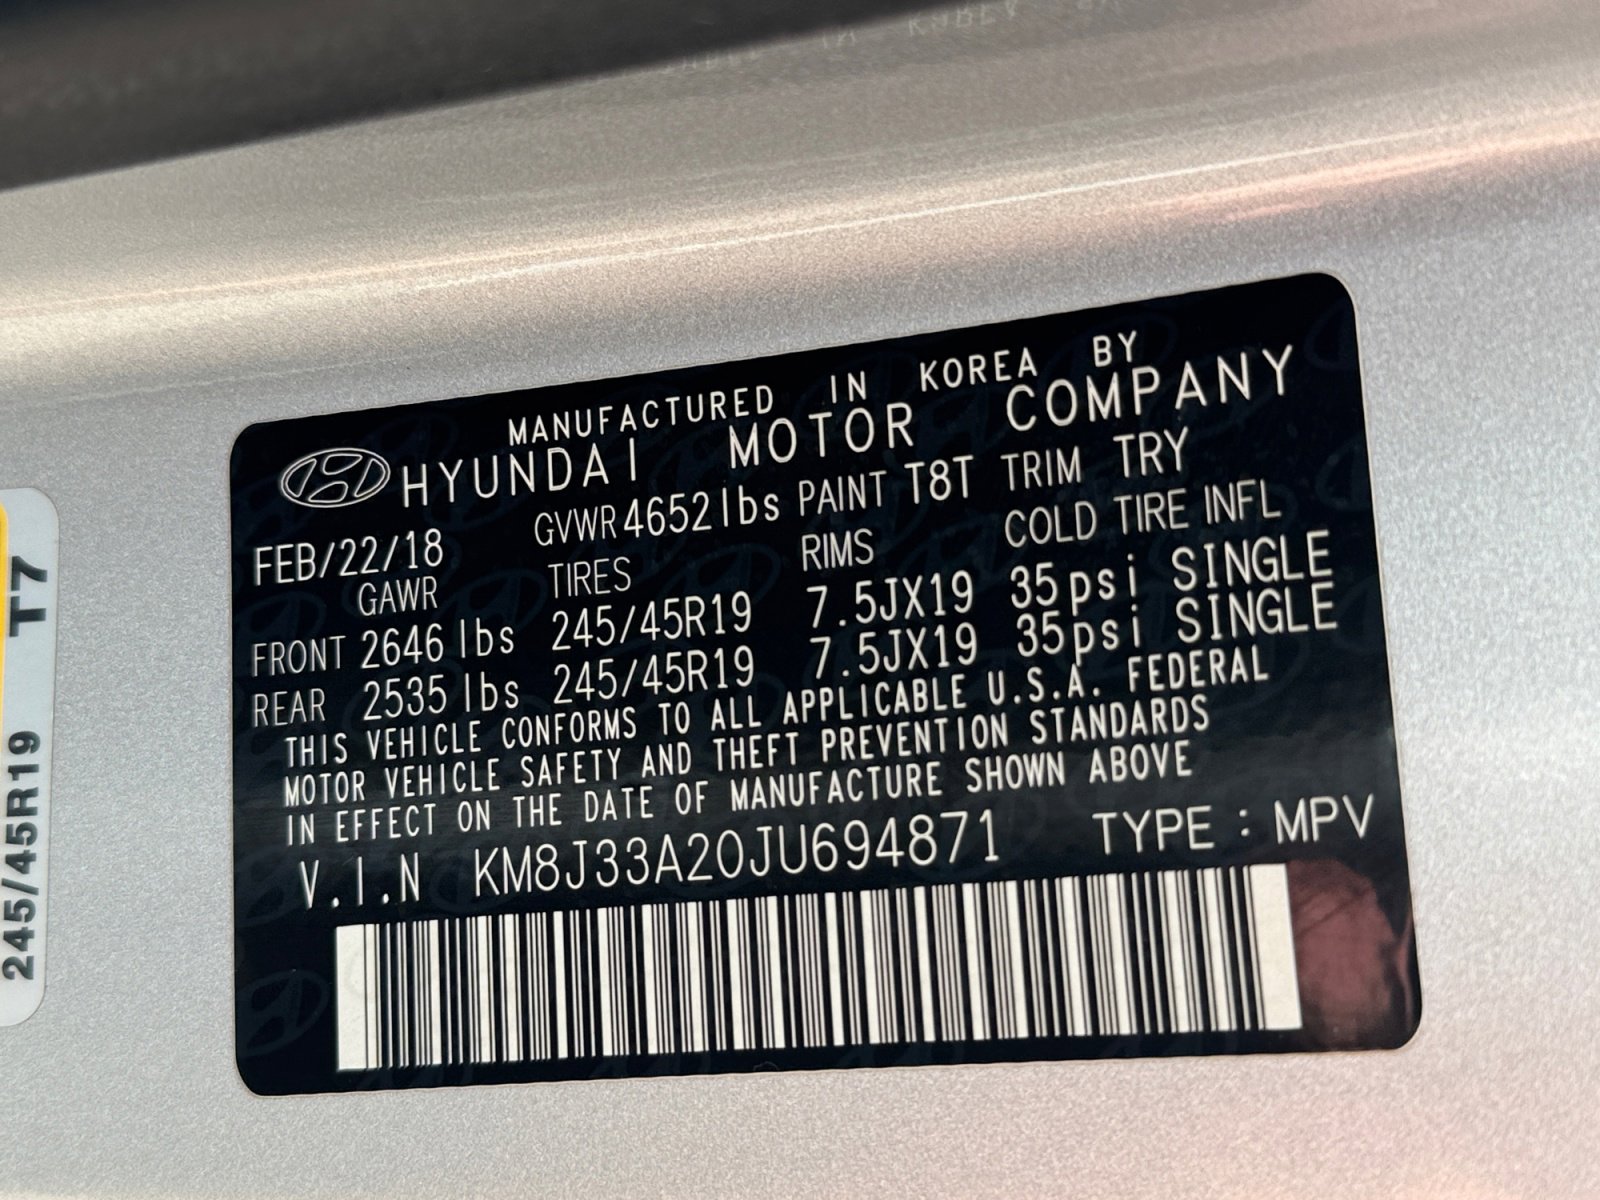 MANUFACTURED IN KOREA BY
HYUNDAI MOTOR COMPANY
FEB/22/18 GVWR 4652 lbs PAINT T8T TRIM TRY
GAWR TIRES RIMS COLD TIRE INFL
FRONT 2646 lbs 245/45R19 7.5JX19 35psi SINGLE
REAR 2535 lbs 245/45R19 7.5JX19 35psi SINGLE
THIS VEHICLE CONFORMS TO ALL APPLICABLE U.S.A. FEDERAL
MOTOR VEHICLE SAFETY AND THEFT PREVENTION STANDARDS
IN EFFECT ON THE DATE OF MANUFACTURE SHOWN ABOVE
V.I.N KM8J33A20JU694871 TYPE : MPV
245/45R19 T7